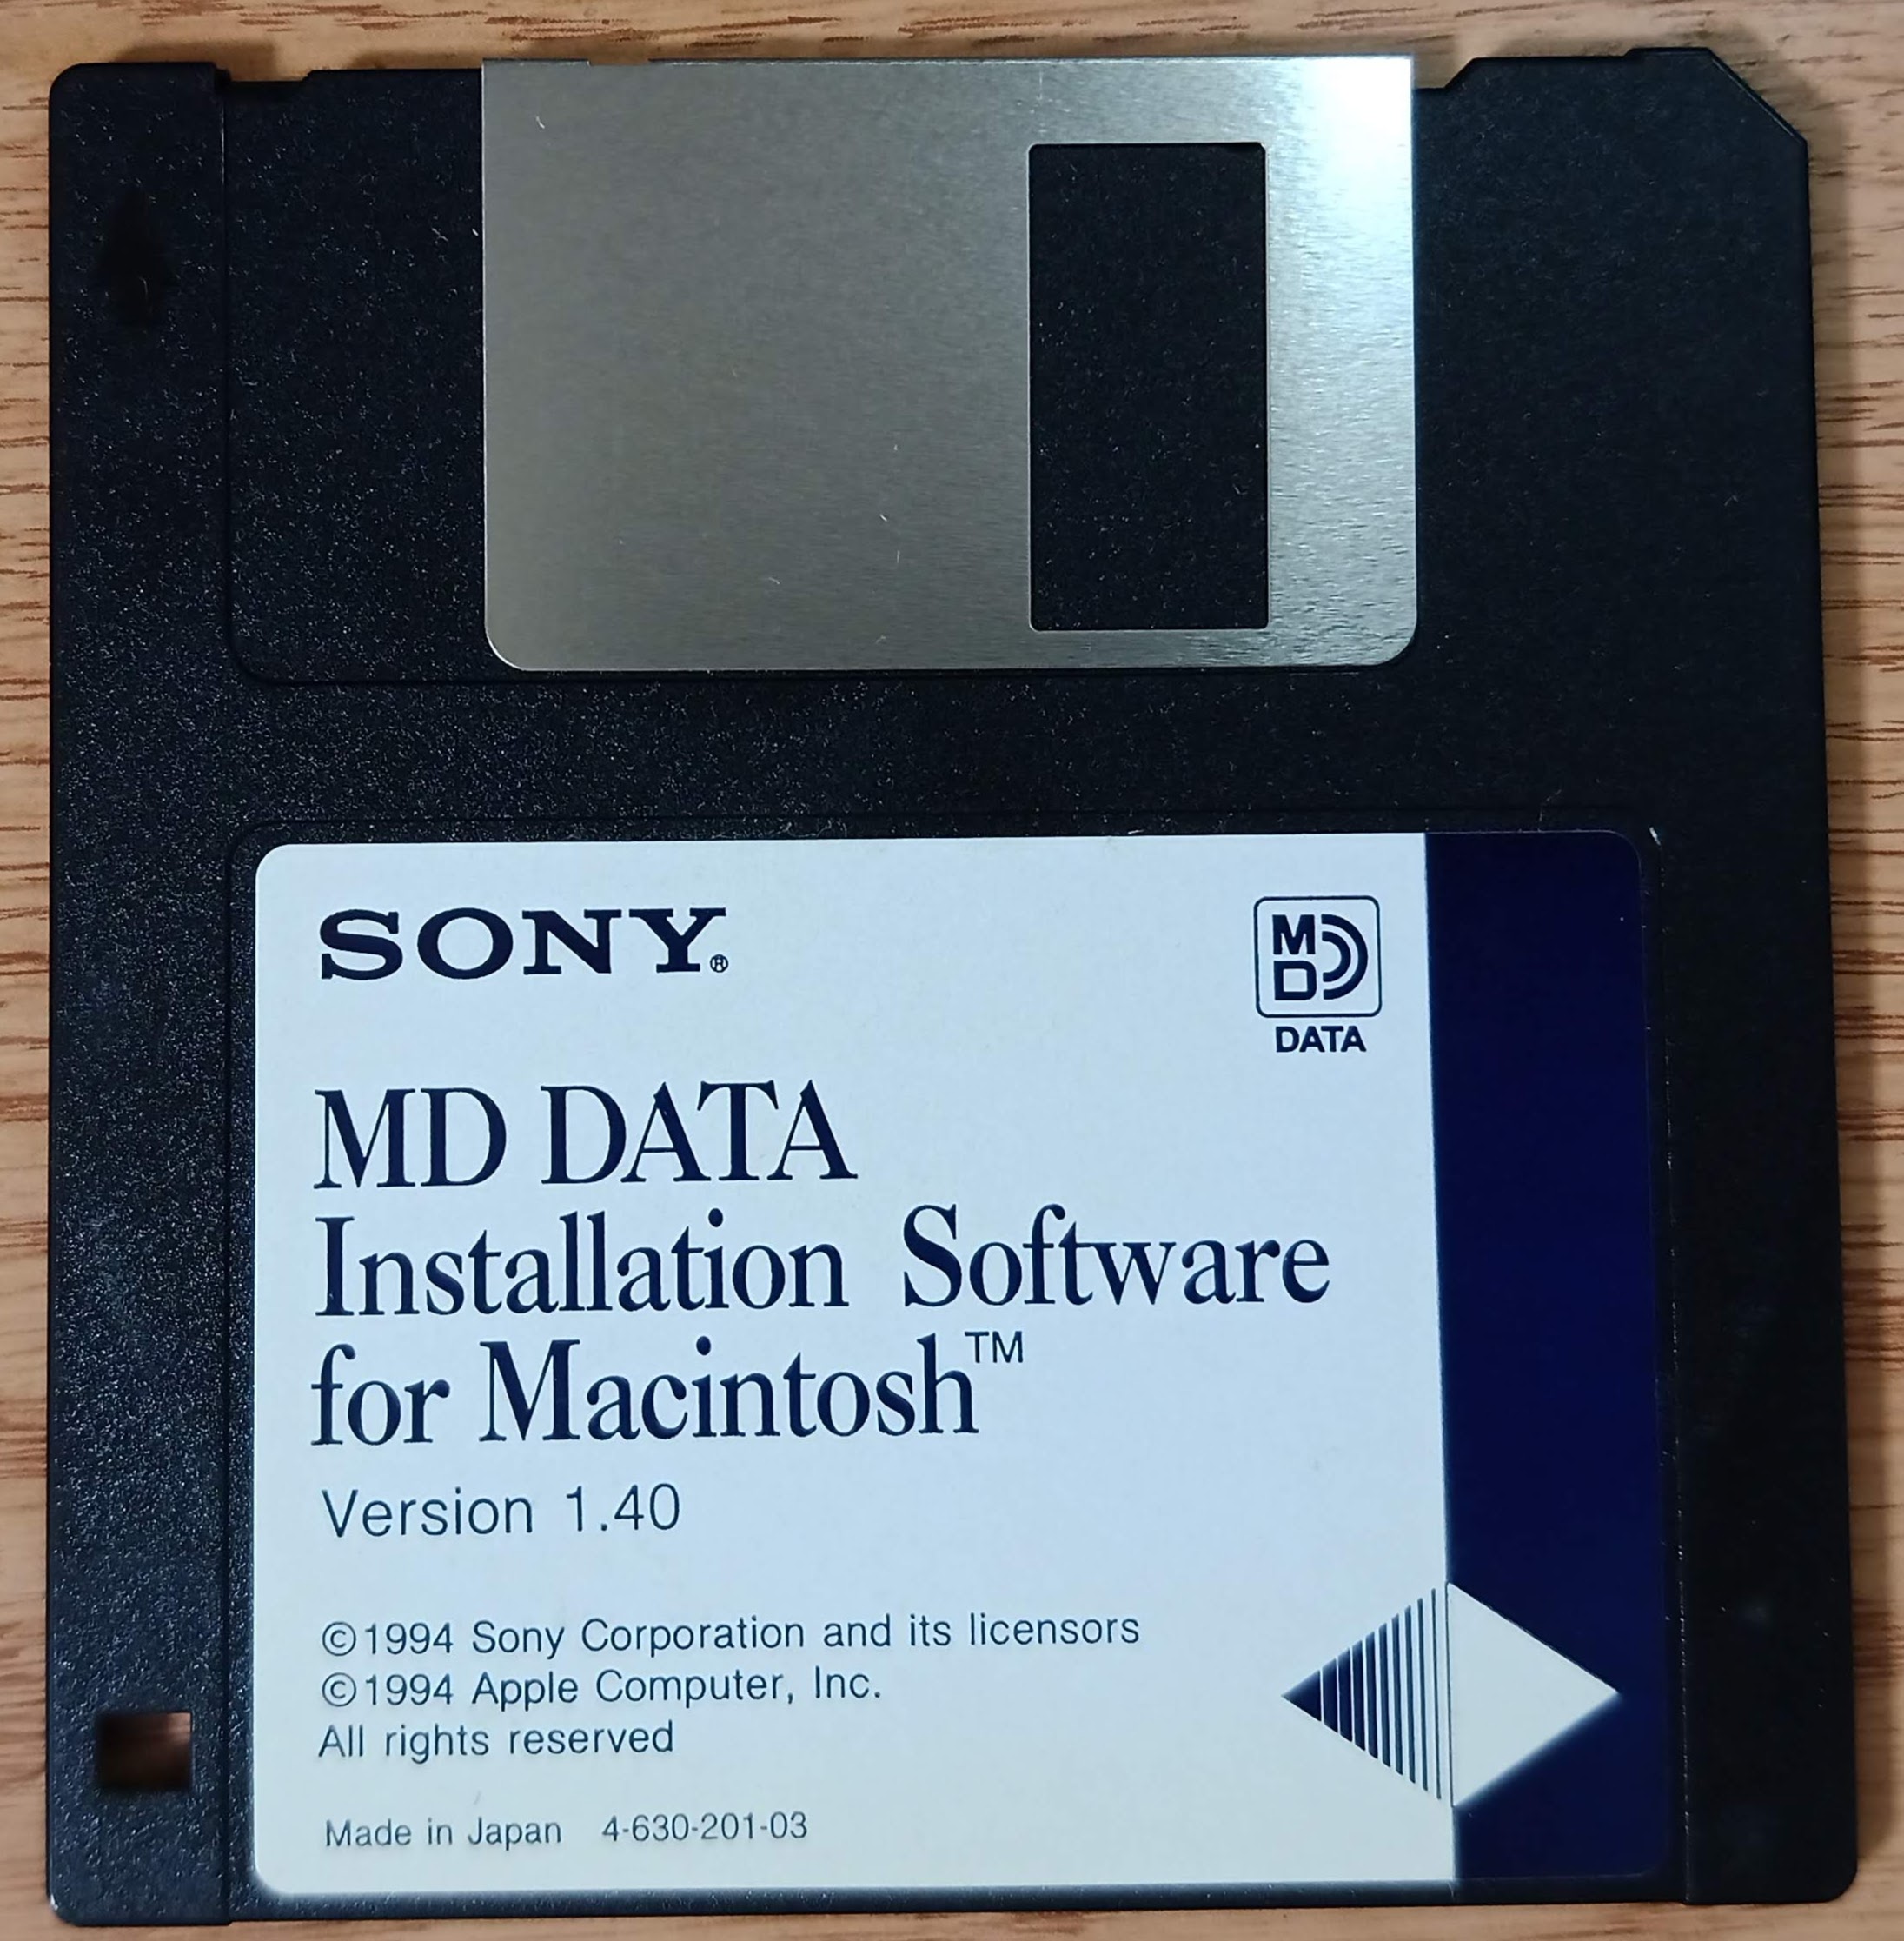 SONY®
MD
DATA
MD DATA
Installation Software
for Macintosh™
Version 1.40
©1994 Sony Corporation and its licensors
©1994 Apple Computer, Inc.
All rights reserved
Made in Japan 4-630-201-03